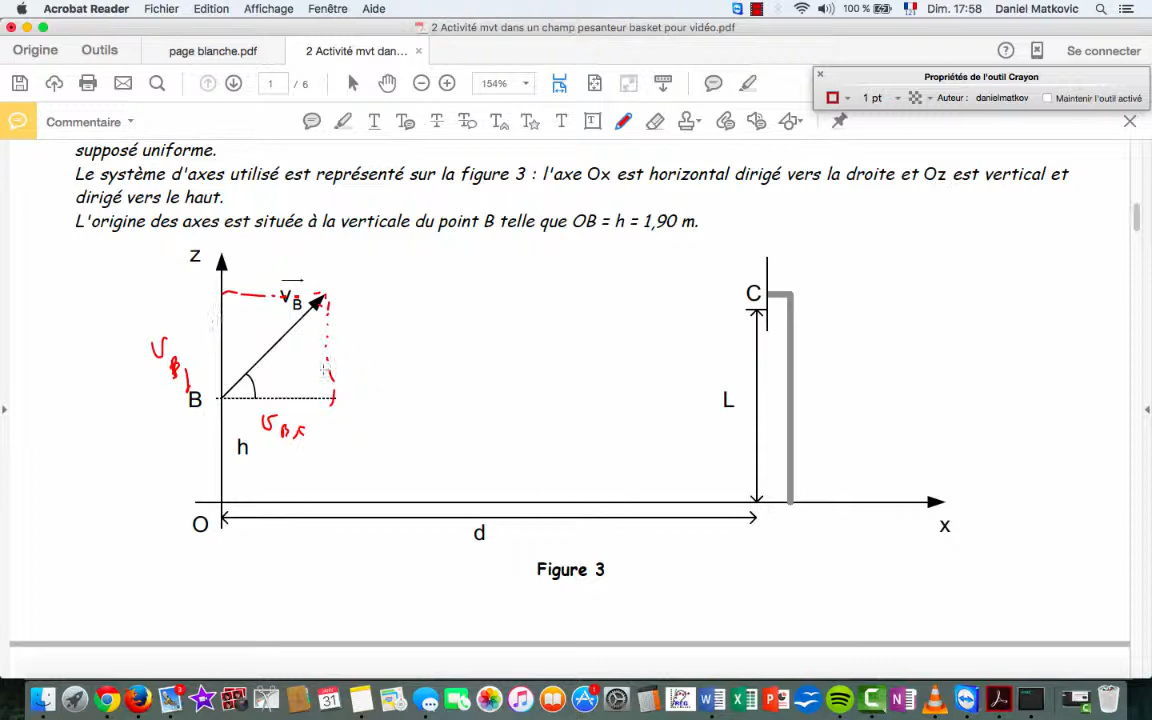 Acrobat Reader Fichier Edition Affichage Fenêtre Aide 100 % Dim. 17:58 Daniel Matkovic
2 Activité mvt dans un champ pesanteur basket pour vidéo.pdf
Origine Outils page blanche.pdf 2 Activité mvt dan... × Se connecter
1 / 6 154%
Propriétés de l'outil Crayon
1 pt Auteur : danielmatkov Maintenir l'outil activé
Commentaire
supposé uniforme.
Le système d'axes utilisé est représenté sur la figure 3 : l'axe Ox est horizontal dirigé vers la droite et Oz est vertical et
dirigé vers le haut.
L'origine des axes est située à la verticale du point B telle que OB = h = 1,90 m.
z
vB
C
B
vBx
L
h
O
d
x
Figure 3